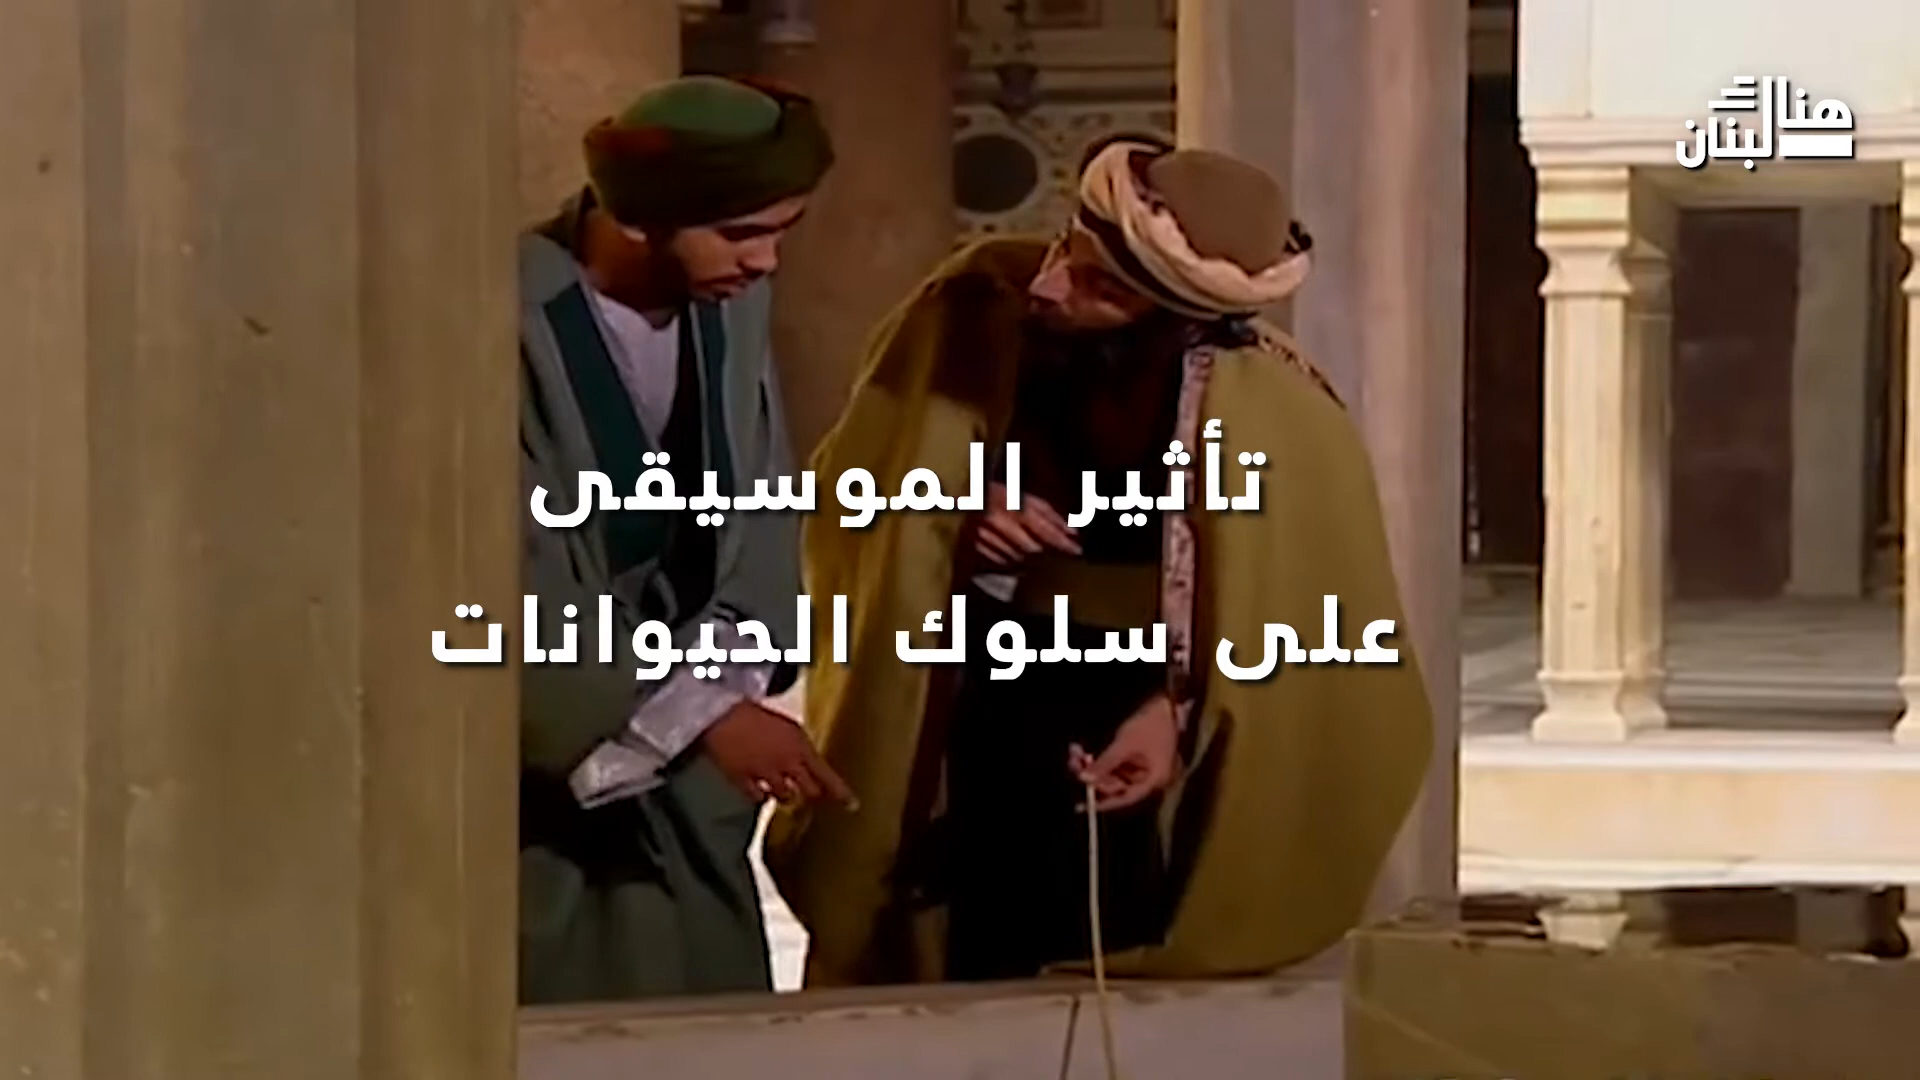 هنا
لبنان
تأثير الموسيقى
على سلوك الحيوانات